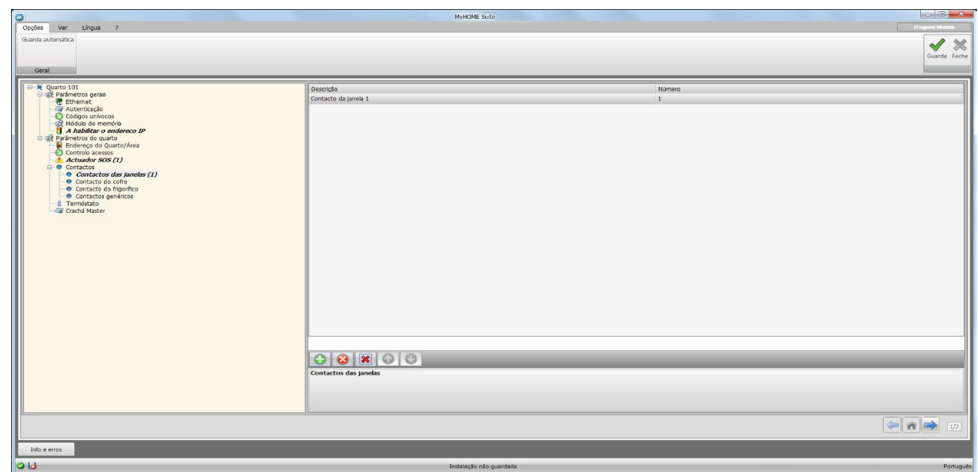 MyHOME Suite
Opções Ver Língua ?
Guarda automática
Guarde Feche
Geral
Quarto 101
Parâmetros gerais
Ethernet
Autenticação
Códigos unívocos
Módulo de memória
A habilitar o endereco IP
Parâmetros do quarto
Endereço do Quarto/Área
Controlo acessos
Actuador SOS (1)
Contactos
Contactos das janelas (1)
Contacto do cofre
Contacto do frigorífico
Contactos genéricos
Termóstato
Crachá Master
Descrição Número
Contacto da janela 1 1
Contactos das janelas
1/2
Info e erros
Instalação não guardada Português